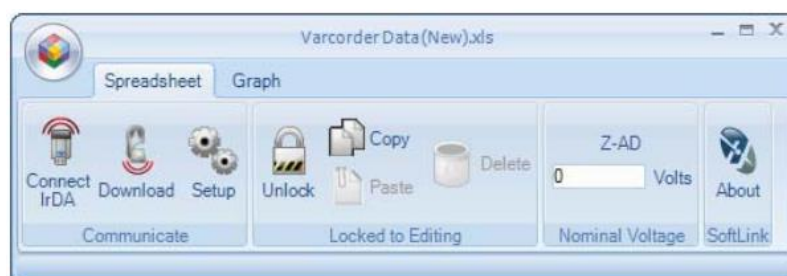 Varcorder Data(New).xls
Spreadsheet Graph
Connect IrDA
Download
Setup
Unlock
Copy
Paste
Delete
Z-AD
0 Volts
About
Communicate
Locked to Editing
Nominal Voltage
SoftLink